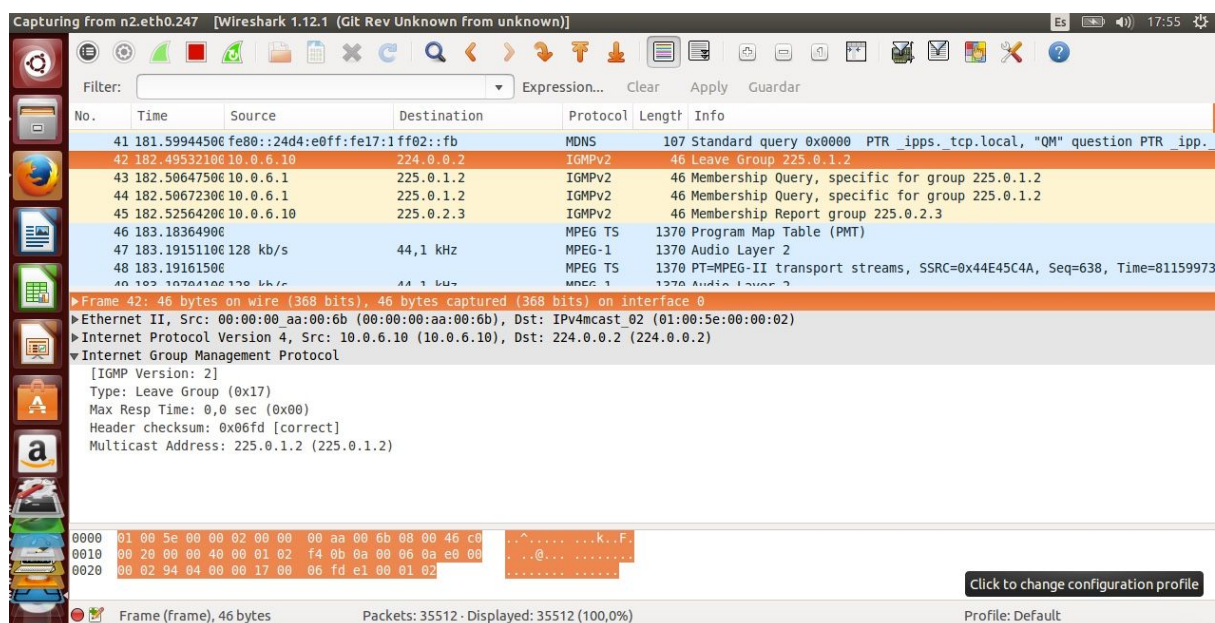 Capturing from n2.eth0.247 [Wireshark 1.12.1 (Git Rev Unknown from unknown)] Es 17:55
Filter: Expression... Clear Apply Guardar
No. Time Source Destination Protocol Length Info
41 181.59944500 fe80::24d4:e0ff:fe17:1 ff02::fb MDNS 107 Standard query 0x0000 PTR _ipps._tcp.local, "QM" question PTR _ipp._
42 182.49532100 10.0.6.10 224.0.0.2 IGMPv2 46 Leave Group 225.0.1.2
43 182.50647500 10.0.6.1 225.0.1.2 IGMPv2 46 Membership Query, specific for group 225.0.1.2
44 182.50672300 10.0.6.1 225.0.1.2 IGMPv2 46 Membership Query, specific for group 225.0.1.2
45 182.52564200 10.0.6.10 225.0.2.3 IGMPv2 46 Membership Report group 225.0.2.3
46 183.18364900 MPEG TS 1370 Program Map Table (PMT)
47 183.19151100 128 kb/s 44,1 kHz MPEG-1 1370 Audio Layer 2
48 183.19161500 MPEG TS 1370 PT=MPEG-II transport streams, SSRC=0x44E45C4A, Seq=638, Time=81159973
49 183.19704100 128 kb/s 44,1 kHz MPEG-1 1370 Audio Layer 2
Frame 42: 46 bytes on wire (368 bits), 46 bytes captured (368 bits) on interface 0
Ethernet II, Src: 00:00:00_aa:00:6b (00:00:00:aa:00:6b), Dst: IPv4mcast_02 (01:00:5e:00:00:02)
Internet Protocol Version 4, Src: 10.0.6.10 (10.0.6.10), Dst: 224.0.0.2 (224.0.0.2)
Internet Group Management Protocol
[IGMP Version: 2]
Type: Leave Group (0x17)
Max Resp Time: 0,0 sec (0x00)
Header checksum: 0x06fd [correct]
Multicast Address: 225.0.1.2 (225.0.1.2)
0000 01 00 5e 00 00 02 00 00 00 aa 00 6b 08 00 46 c0 ..^..... ...k..F.
0010 00 20 00 00 40 00 01 02 f4 0b 0a 00 06 0a e0 00 . ..@... ........
0020 00 02 94 04 00 00 17 00 06 fd e1 00 01 02 ........ ......
Click to change configuration profile
Frame (frame), 46 bytes Packets: 35512 · Displayed: 35512 (100,0%) Profile: Default